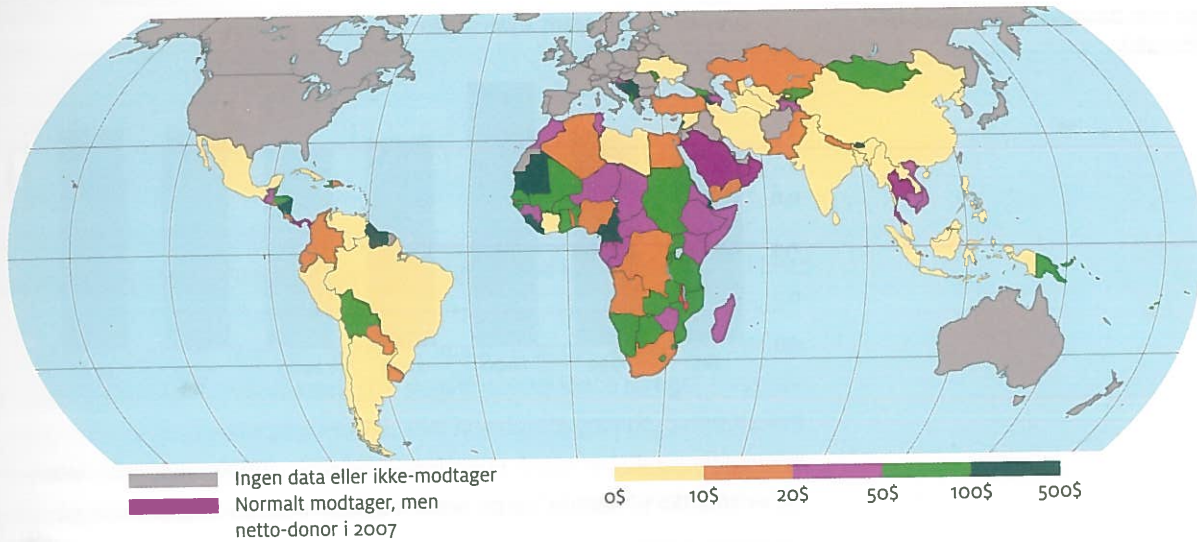 Ingen data eller ikke-modtager
Normalt modtager, men
netto-donor i 2007
0$ 10$ 20$ 50$ 100$ 500$